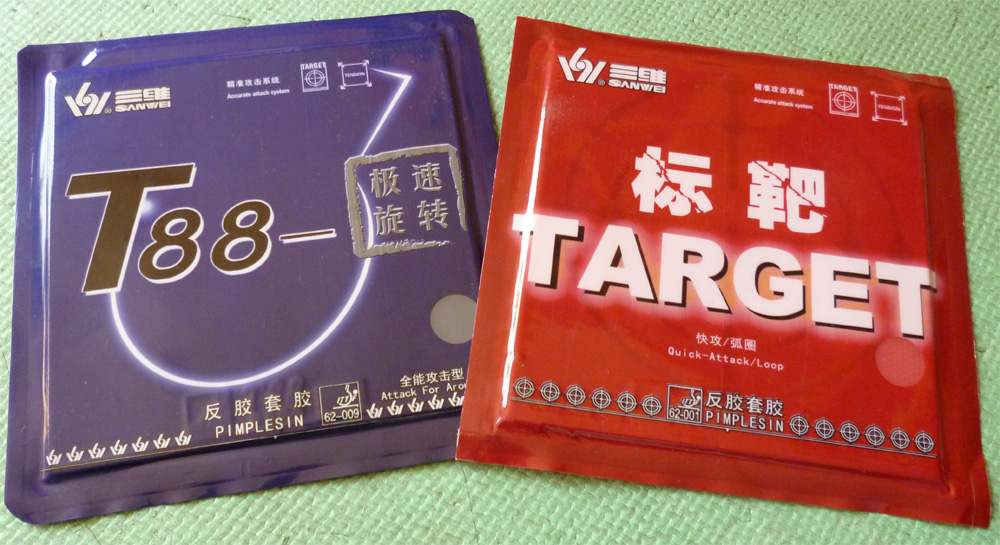 三维
SANWEI
®
精准攻击系统
Accurate attack system
TARGET
TENSION
T88-
极速
旋转
反胶套胶
PIMPLESIN
62-009
全能攻击型
Attack For Arou
三维
SANWEI
®
精准攻击系统
Accurate attack system
TARGET
TENSION
标靶
TARGET
快攻/弧圈
Quick-Attack/Loop
62-001
反胶套胶
PIMPLESIN